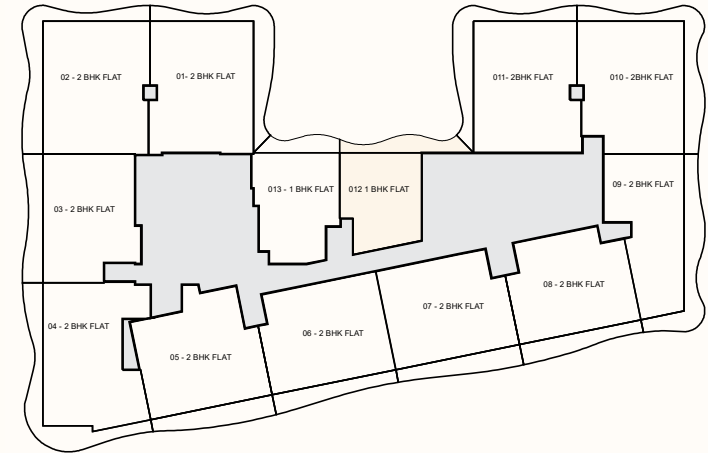 02 - 2 BHK FLAT
01- 2 BHK FLAT
011- 2BHK FLAT
010 - 2BHK FLAT
03 - 2 BHK FLAT
013 - 1 BHK FLAT
012 1 BHK FLAT
09 - 2 BHK FLAT
04 - 2 BHK FLAT
05 - 2 BHK FLAT
06 - 2 BHK FLAT
07 - 2 BHK FLAT
08 - 2 BHK FLAT